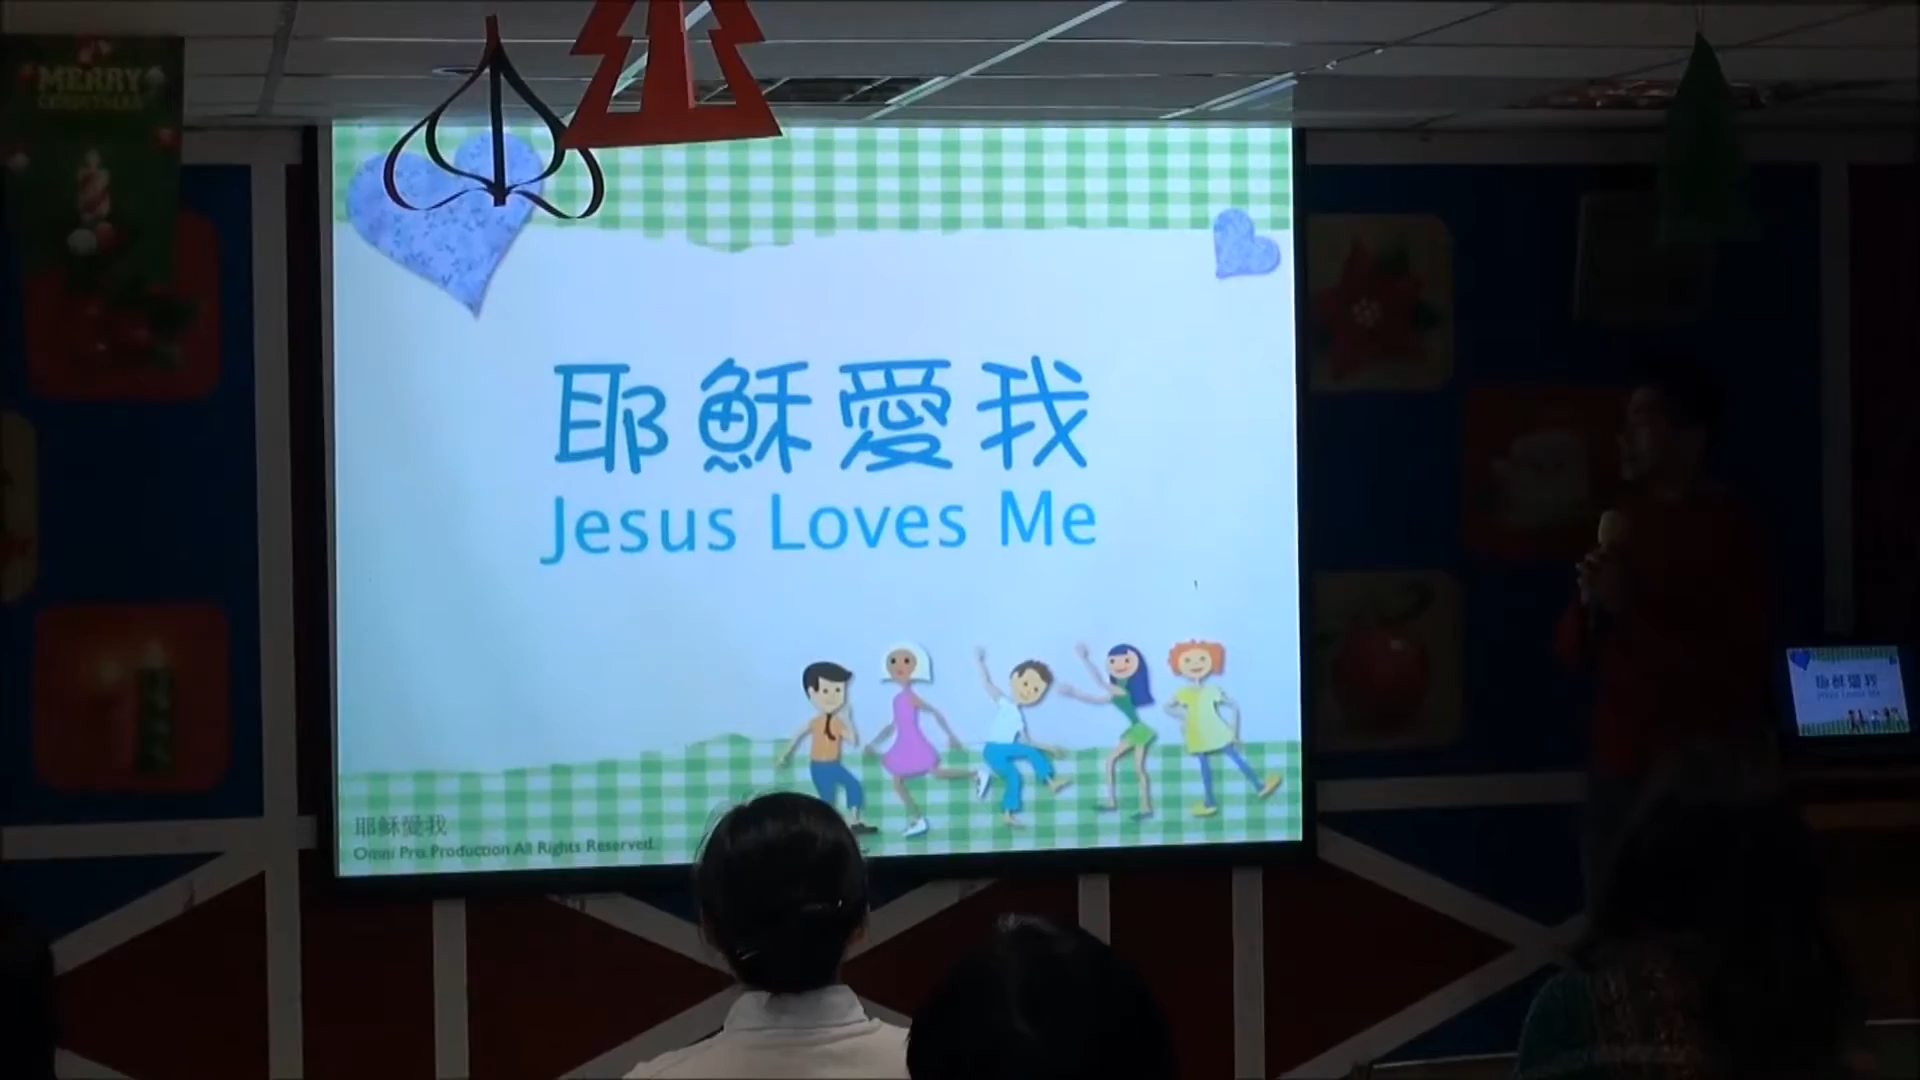 MERRY
CHRISTMAS
耶穌愛我
Jesus Loves Me
耶穌愛我
Omni Pro Production All Rights Reserved.
耶穌愛我
Jesus Loves Me